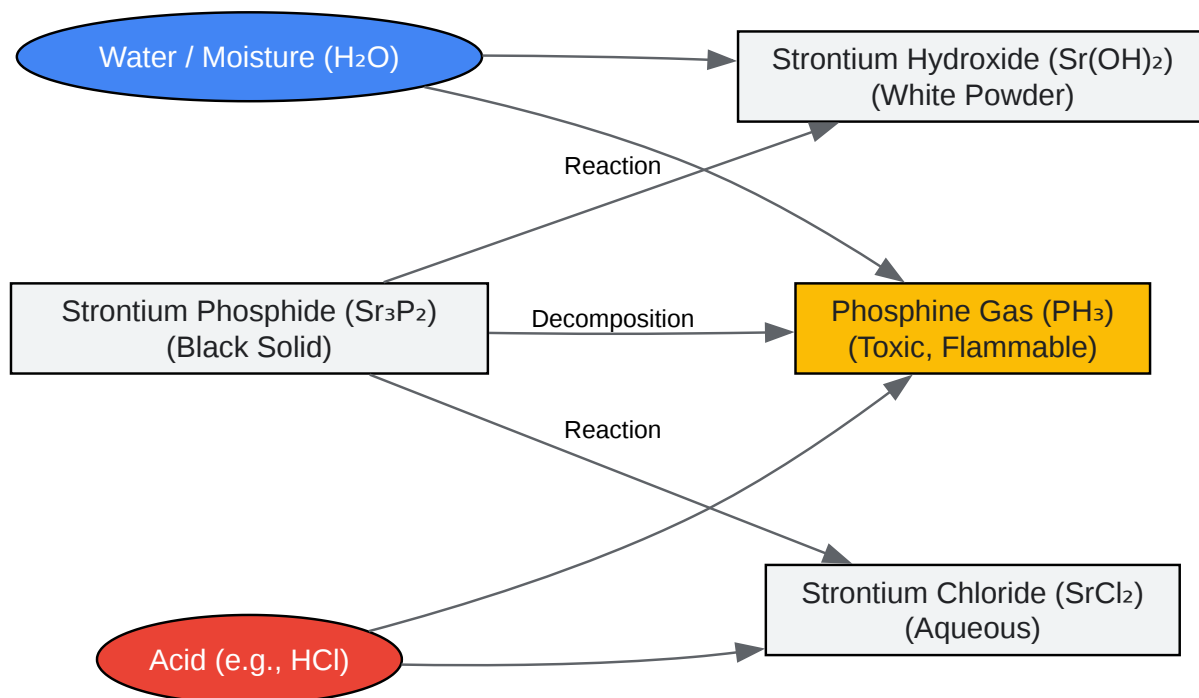 Water / Moisture (H₂O)
Strontium Hydroxide (Sr(OH)₂)
(White Powder)
Reaction
Strontium Phosphide (Sr₃P₂)
(Black Solid)
Decomposition
Phosphine Gas (PH₃)
(Toxic, Flammable)
Reaction
Strontium Chloride (SrCl₂)
(Aqueous)
Acid (e.g., HCl)